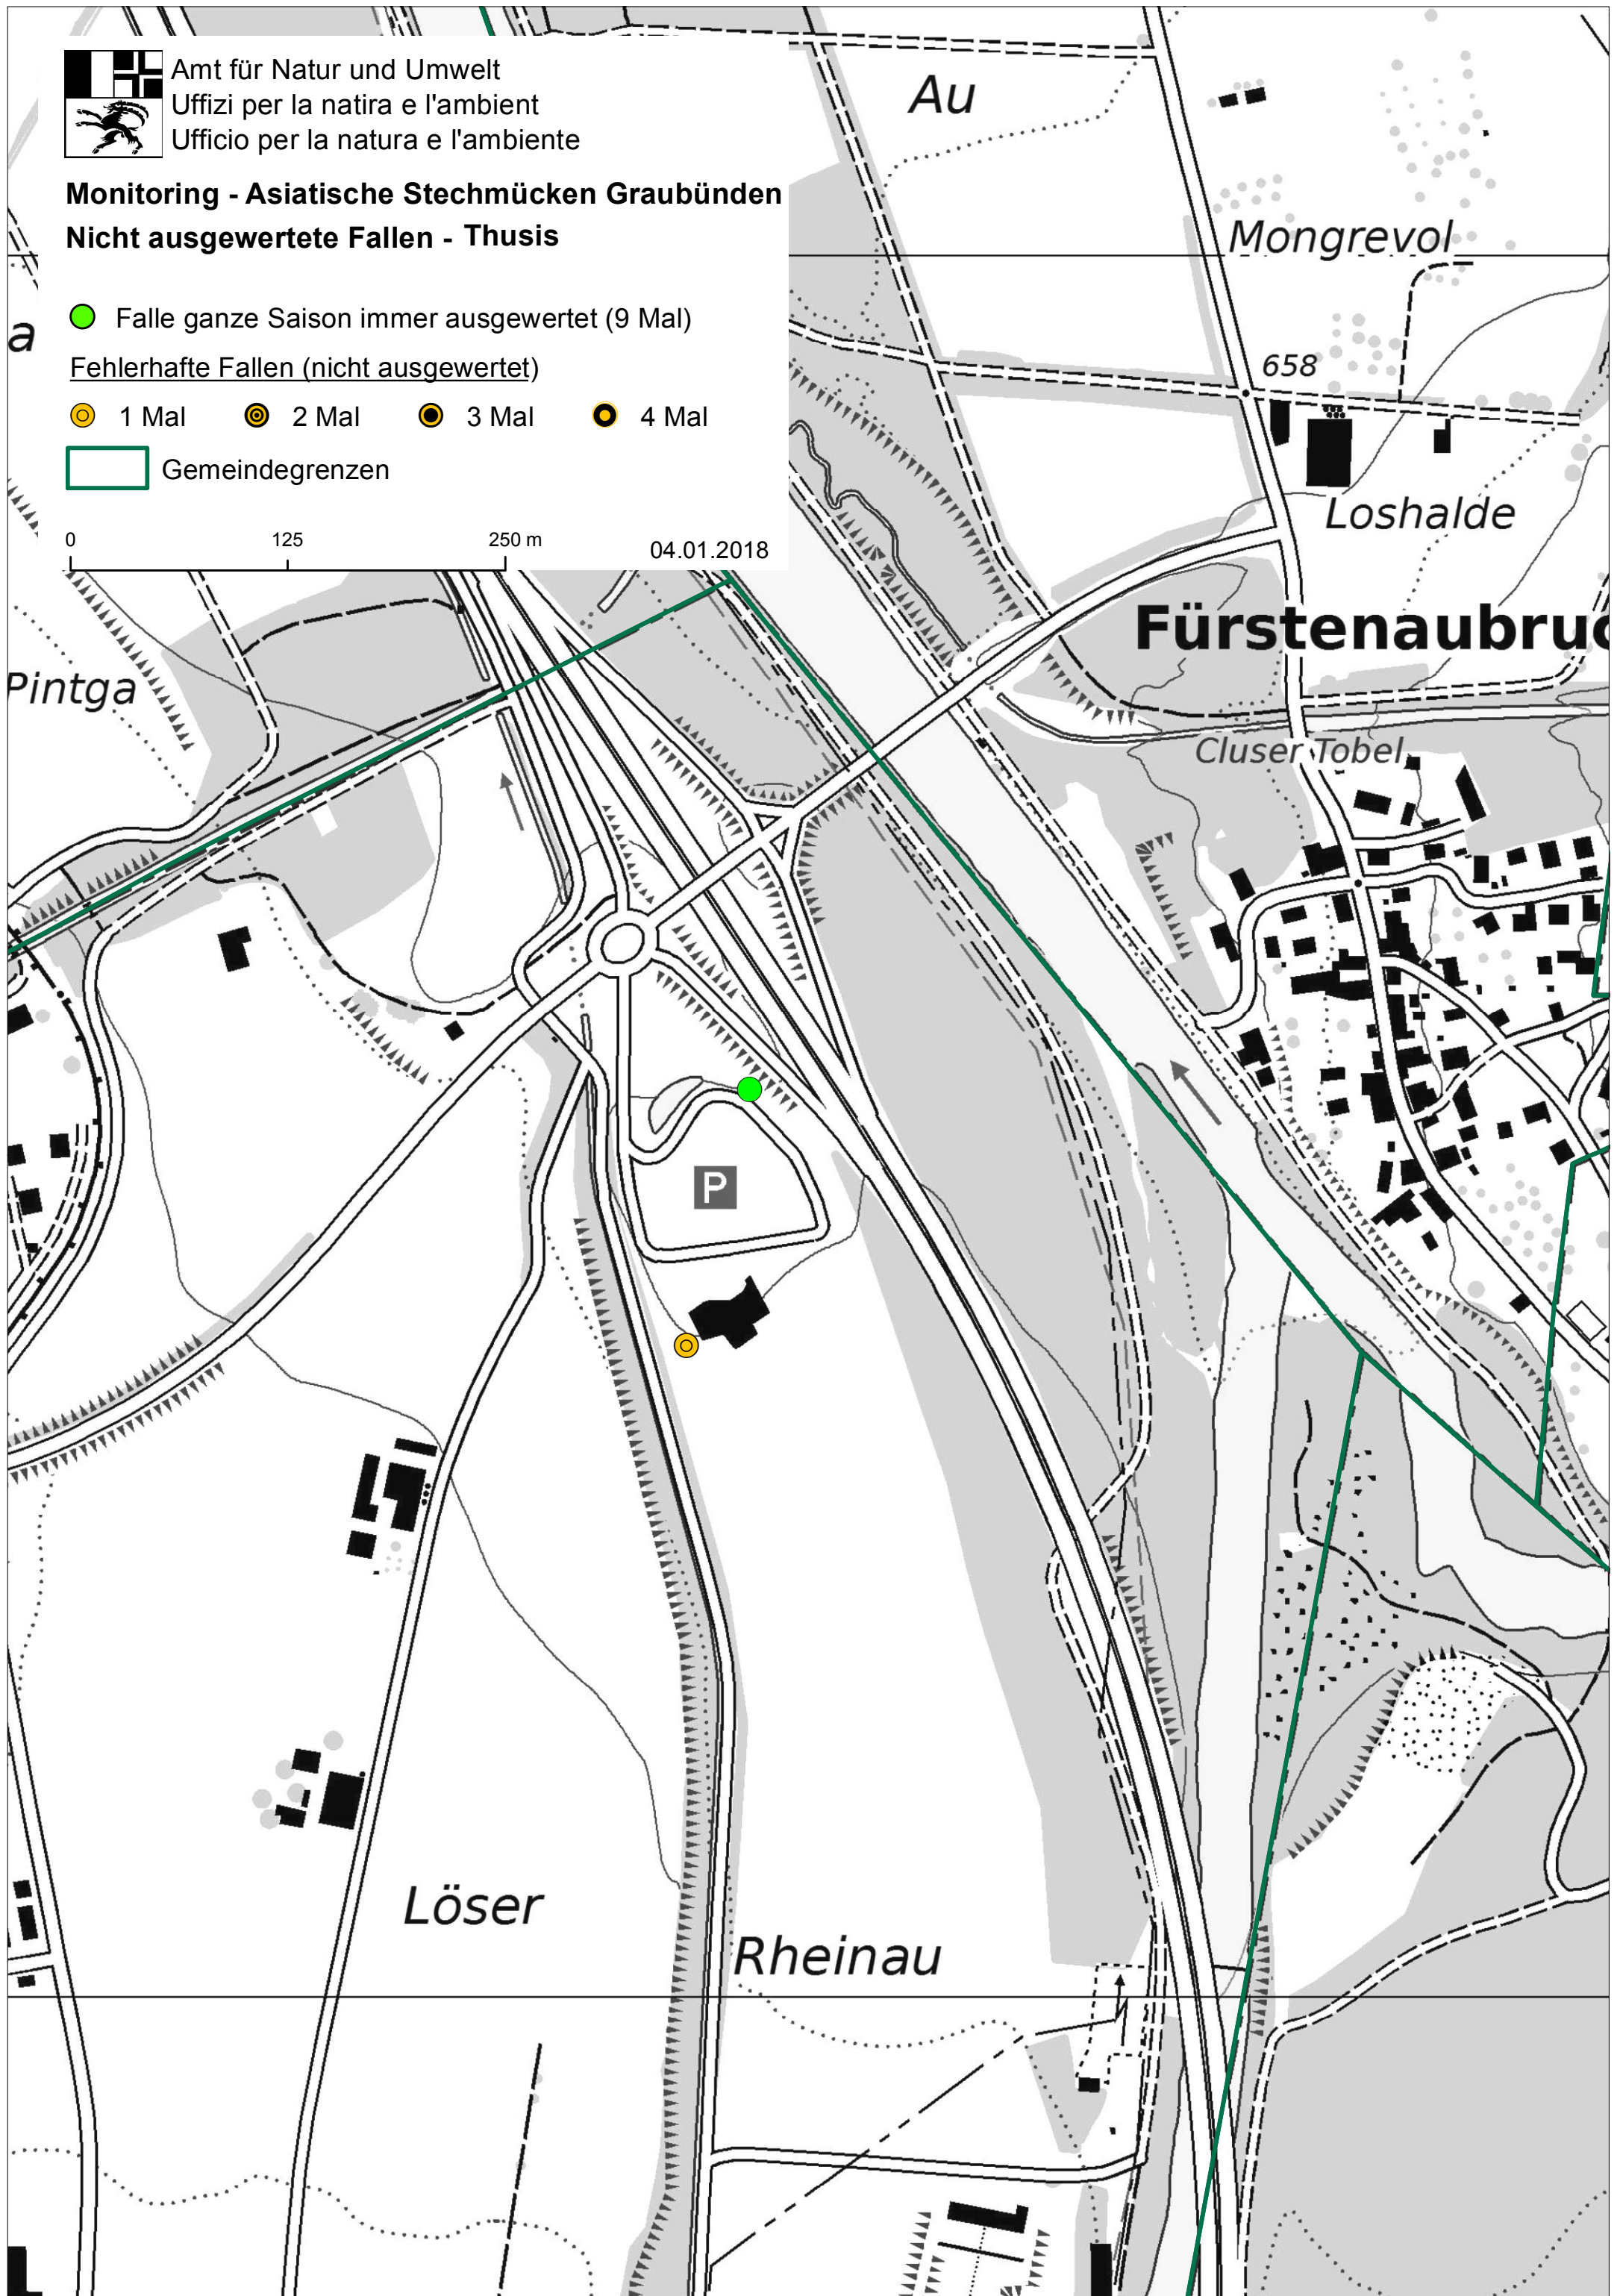 Amt für Natur und Umwelt
Uffizi per la natira e l'ambient
Ufficio per la natura e l'ambiente
Monitoring - Asiatische Stechmücken Graubünden
Nicht ausgewertete Fallen - Thusis
Falle ganze Saison immer ausgewertet (9 Mal)
Fehlerhafte Fallen (nicht ausgewertet)
1 Mal 2 Mal 3 Mal 4 Mal
Gemeindegrenzen
0 125 250 m
04.01.2018
Au
Mongrevol
a
658
Loshalde
Fürstenaubruc
Pintga
Cluser Tobel
P
Löser
Rheinau